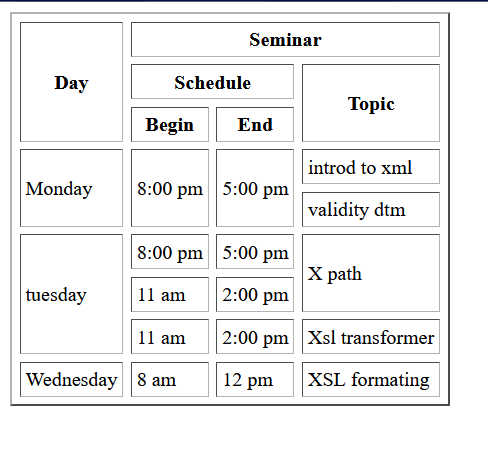 Seminar
Day
Schedule
Topic
Begin End
Monday 8:00 pm 5:00 pm introd to xml
validity dtm
tuesday 8:00 pm 5:00 pm X path
11 am 2:00 pm
11 am 2:00 pm Xsl transformer
Wednesday 8 am 12 pm XSL formating